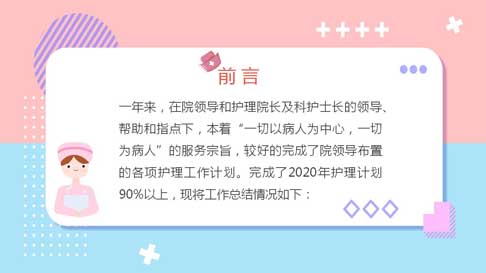 前言
一年来，在院领导和护理院长及科护士长的领导、
帮助和指点下，本着“一切以病人为中心，一切
为病人”的服务宗旨，较好的完成了院领导布置
的各项护理工作计划。完成了2020年护理计划
90%以上，现将工作总结情况如下：